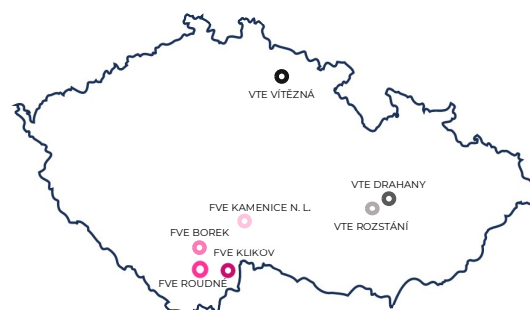 VTE VÍTĚZNÁ
VTE DRAHANY
FVE KAMENICE N. L.
VTE ROZSTÁNÍ
FVE BOREK
FVE KLIKOV
FVE ROUDNÉ